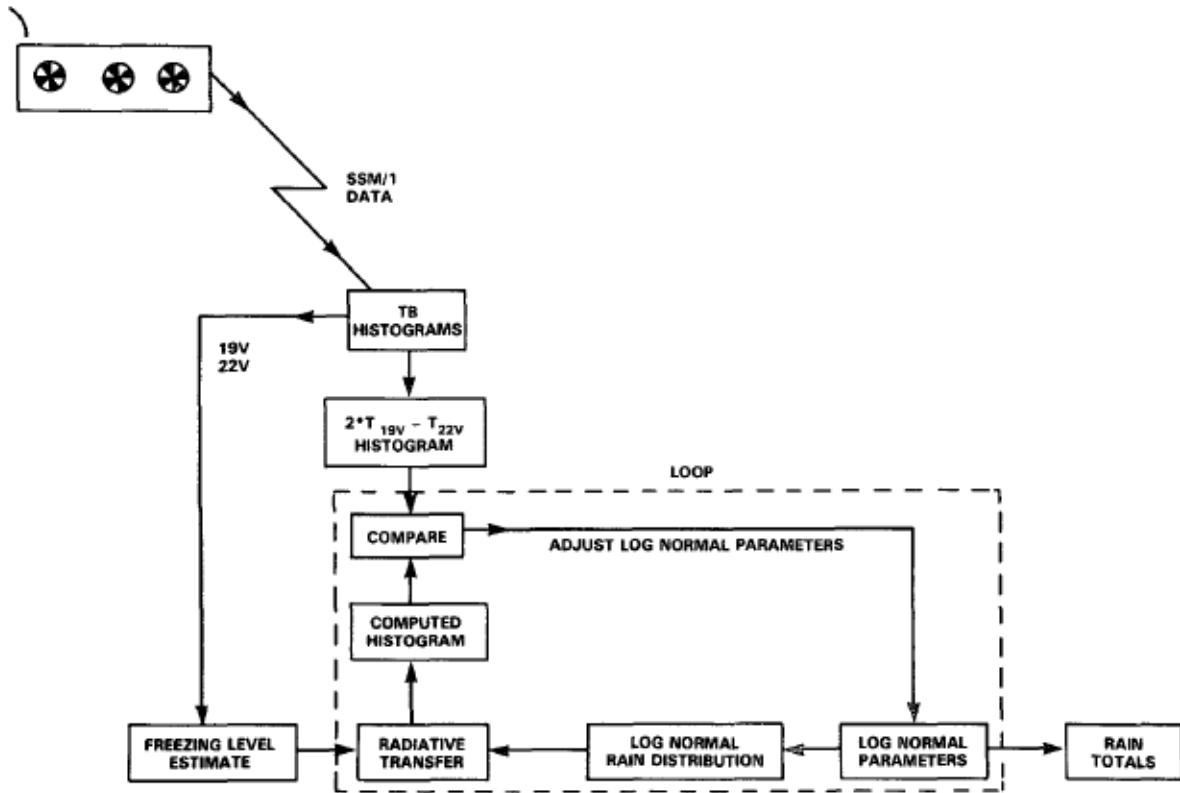 SSM/1
DATA
TB
HISTOGRAMS
19V
22V
2*T 19V – T22V
HISTOGRAM
LOOP
COMPARE
ADJUST LOG NORMAL PARAMETERS
COMPUTED
HISTOGRAM
FREEZING LEVEL
ESTIMATE
RADIATIVE
TRANSFER
LOG NORMAL
RAIN DISTRIBUTION
LOG NORMAL
PARAMETERS
RAIN
TOTALS